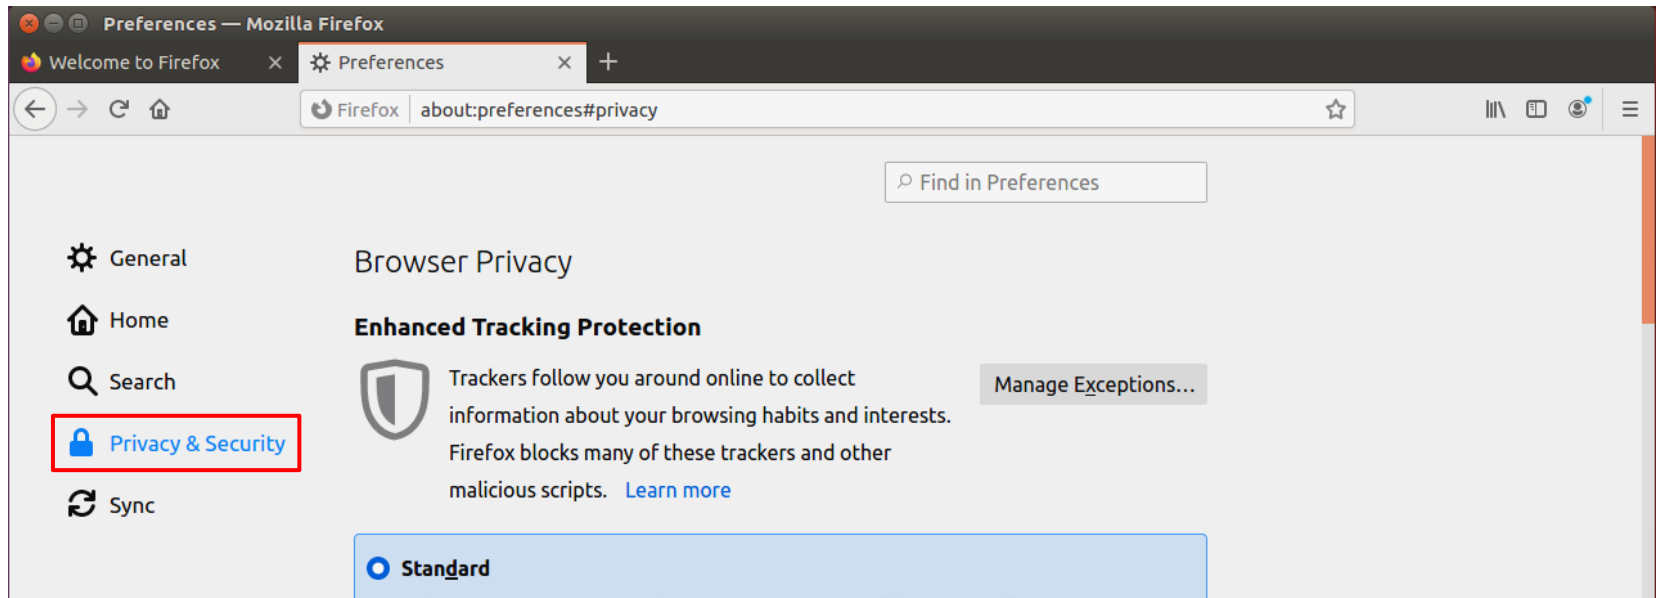 Preferences — Mozilla Firefox
Welcome to Firefox
Preferences
Firefox
about:preferences#privacy
Find in Preferences
General
Home
Search
Privacy & Security
Sync
Browser Privacy
Enhanced Tracking Protection
Trackers follow you around online to collect
information about your browsing habits and interests.
Firefox blocks many of these trackers and other
malicious scripts. Learn more
Manage Exceptions...
Standard